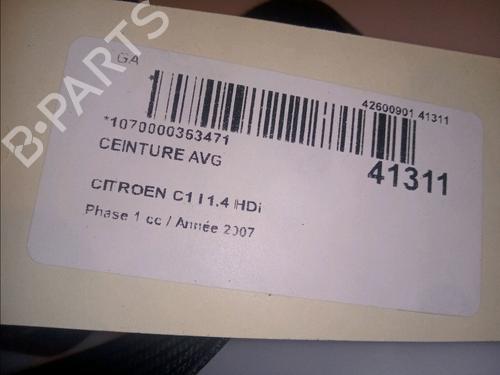 B-PARTS
GA
42600901 41311
*1070000353471
CEINTURE AVG
41311
CITROEN C1 I 1.4 HDi
Phase 1 cc / Année 2007